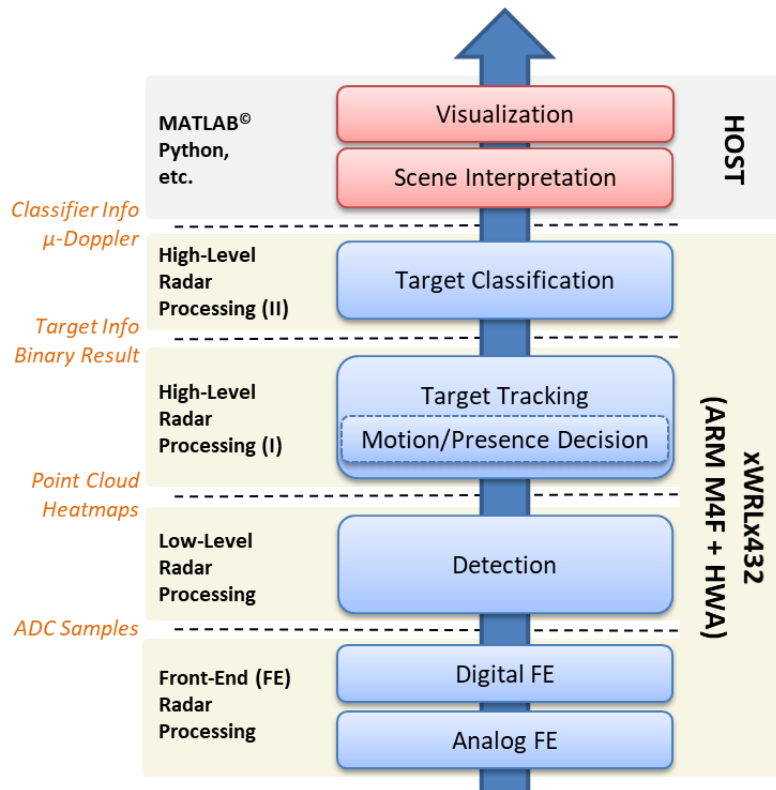 MATLAB©
Python,
etc.
Visualization
Scene Interpretation
HOST
Classifier Info
μ-Doppler
High-Level
Radar
Processing (II)
Target Classification
Target Info
Binary Result
High-Level
Radar
Processing (I)
Target Tracking
Motion/Presence Decision
Point Cloud
Heatmaps
xWRLx432
(ARM M4F + HWA)
Low-Level
Radar
Processing
Detection
ADC Samples
Front-End (FE)
Radar
Processing
Digital FE
Analog FE